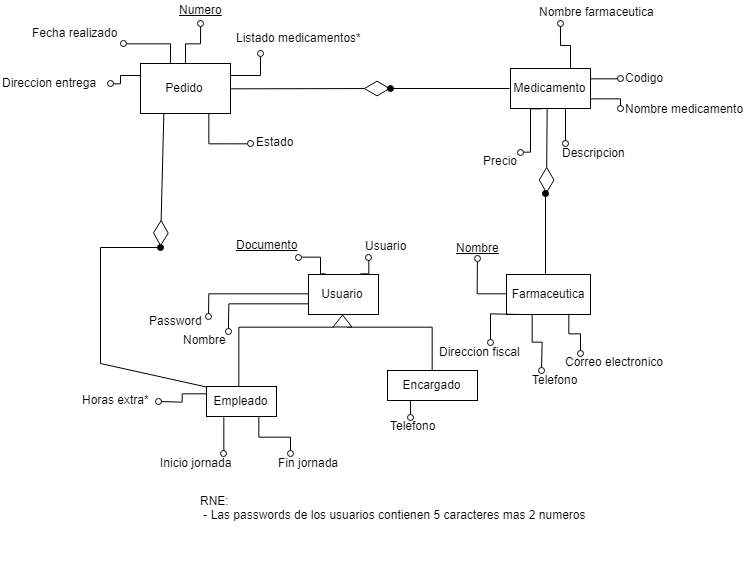 Numero
Nombre farmaceutica
Fecha realizado
Listado medicamentos*
Direccion entrega
Pedido
Medicamento
Codigo
Nombre medicamento
Estado
Precio
Descripcion
Documento
Usuario
Nombre
Usuario
Farmaceutica
Password
Nombre
Direccion fiscal
Correo electronico
Telefono
Encargado
Horas extra*
Empleado
Telefono
Inicio jornada
Fin jornada
RNE:
- Las passwords de los usuarios contienen 5 caracteres mas 2 numeros